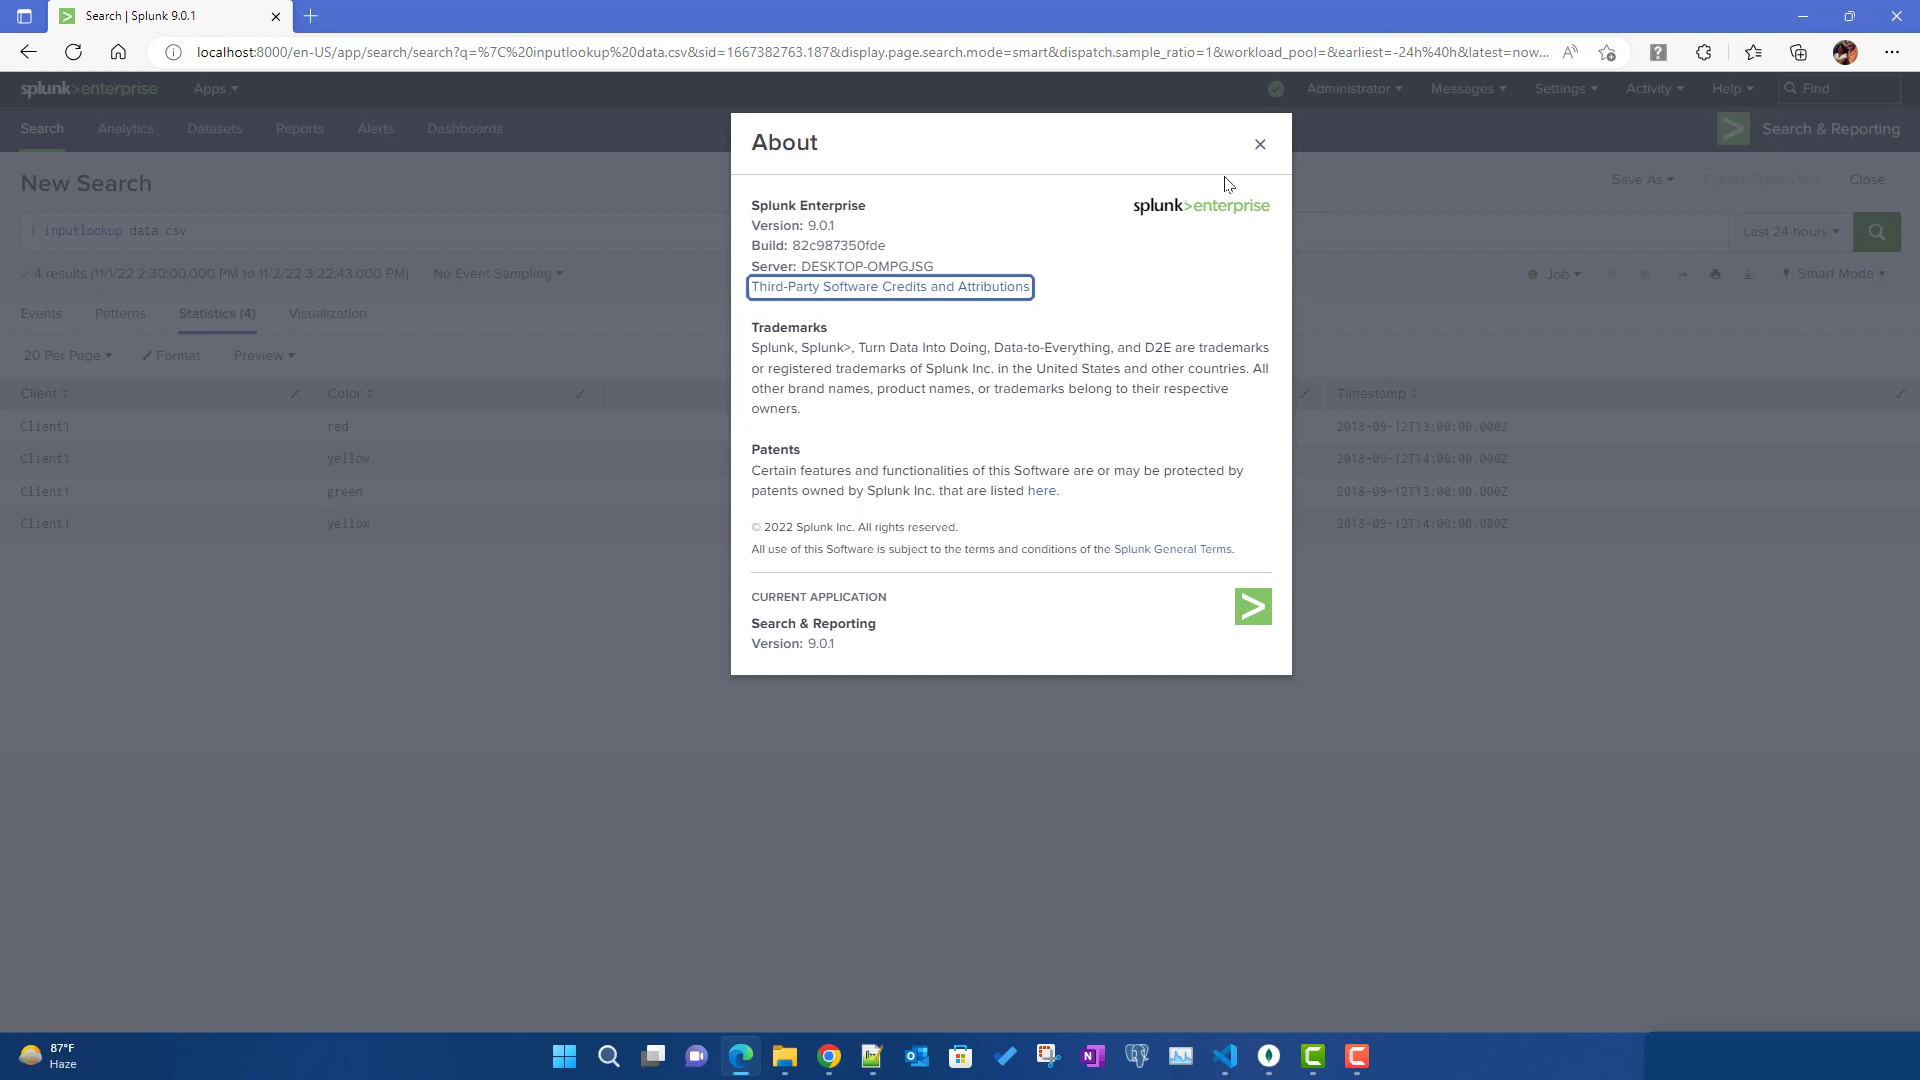 Search | Splunk 9.0.1
localhost:8000/en-US/app/search/search?q=%7C%20inputlookup%20data.csv&sid=1667382763.187&display.page.search.mode=smart&dispatch.sample_ratio=1&workload_pool=&earliest=-24h%40h&latest=now...
splunk>enterprise Apps Administrator Messages Settings Activity Help Find
Search Analytics Datasets Reports Alerts Dashboards Search & Reporting
New Search Save As Create Table View Close
| inputlookup data.csv Last 24 hours
4 results (11/1/22 2:30:00.000 PM to 11/2/22 3:22:43.000 PM) No Event Sampling Job Smart Mode
Events Patterns Statistics (4) Visualization
20 Per Page Format Preview
Client Color Timestamp
Client1 red 2018-09-12T13:00:00.000Z
Client1 yellow 2018-09-12T14:00:00.000Z
Client1 green 2018-09-12T13:00:00.000Z
Client1 yellow 2018-09-12T14:00:00.000Z
About
Splunk Enterprise
splunk>enterprise
Version: 9.0.1
Build: 82c987350fde
Server: DESKTOP-OMPGJSG
Third-Party Software Credits and Attributions
Trademarks
Splunk, Splunk>, Turn Data Into Doing, Data-to-Everything, and D2E are trademarks
or registered trademarks of Splunk Inc. in the United States and other countries. All
other brand names, product names, or trademarks belong to their respective
owners.
Patents
Certain features and functionalities of this Software are or may be protected by
patents owned by Splunk Inc. that are listed here.
© 2022 Splunk Inc. All rights reserved.
All use of this Software is subject to the terms and conditions of the Splunk General Terms.
CURRENT APPLICATION
Search & Reporting
Version: 9.0.1
87°F
Haze